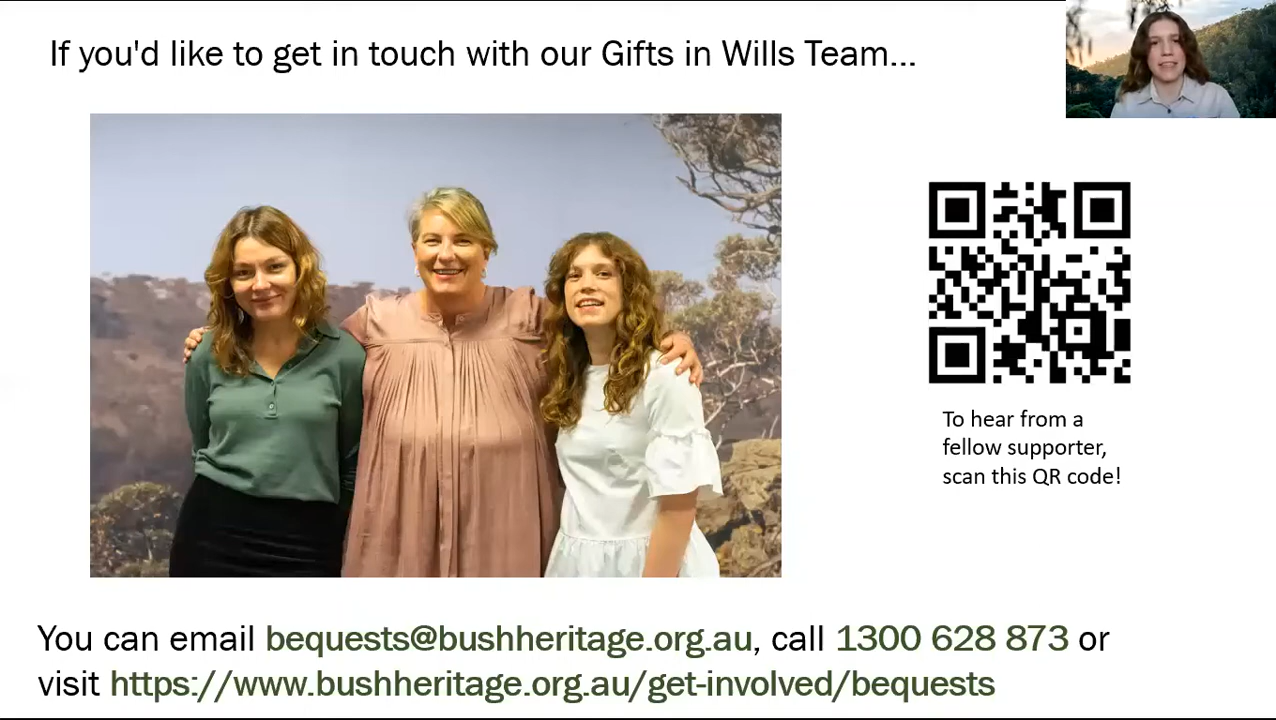 If you'd like to get in touch with our Gifts in Wills Team...
To hear from a
fellow supporter,
scan this QR code!
You can email bequests@bushheritage.org.au, call 1300 628 873 or
visit https://www.bushheritage.org.au/get-involved/bequests